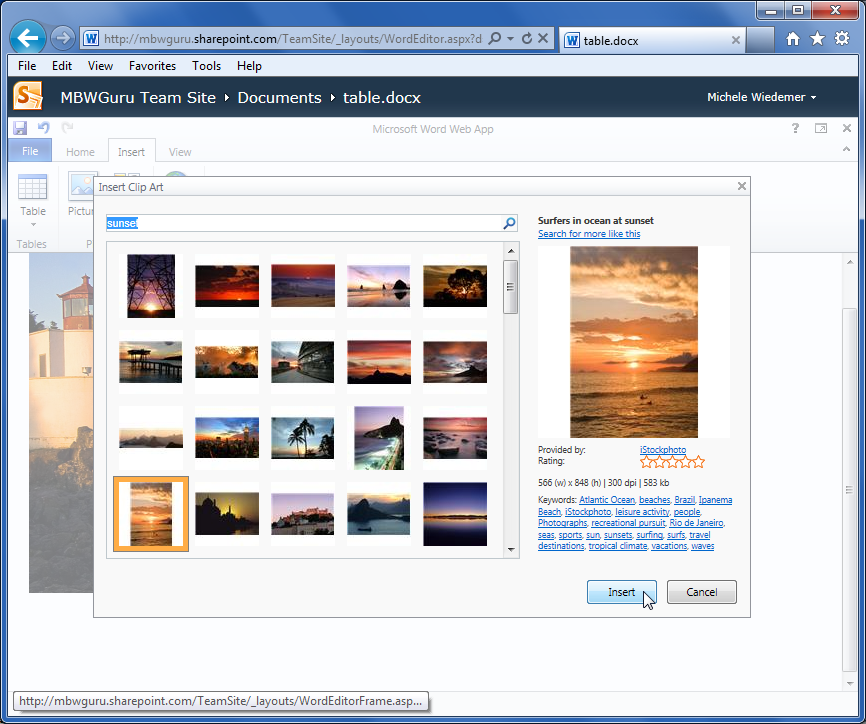 http://mbwguru.sharepoint.com/TeamSite/_layouts/WordEditor.aspx?d
table.docx
File Edit View Favorites Tools Help
MBWGuru Team Site Documents table.docx
Michele Wiedemer
Microsoft Word Web App
File Home Insert View
Insert Clip Art
Table
Pictu
Tables
P
sunset
Surfers in ocean at sunset
Search for more like this
Provided by: iStockphoto
Rating:
566 (w) x 848 (h) | 300 dpi | 583 kb
Keywords: Atlantic Ocean, beaches, Brazil, Ipanema
Beach, iStockphoto, leisure activity, people,
Photographs, recreational pursuit, Rio de Janeiro,
seas, sports, sun, sunsets, surfing, surfs, travel
destinations, tropical climate, vacations, waves
Insert Cancel
http://mbwguru.sharepoint.com/TeamSite/_layouts/WordEditorFrame.asp...